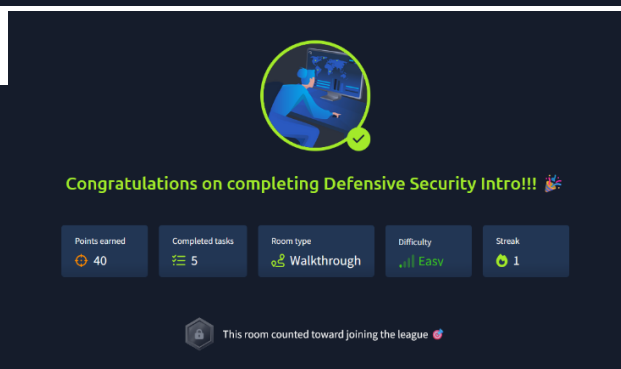 Congratulations on completing Defensive Security Intro!!! 🎉
Points earned
40
Completed tasks
5
Room type
Walkthrough
Difficulty
Easy
Streak
1
This room counted toward joining the league 🎯